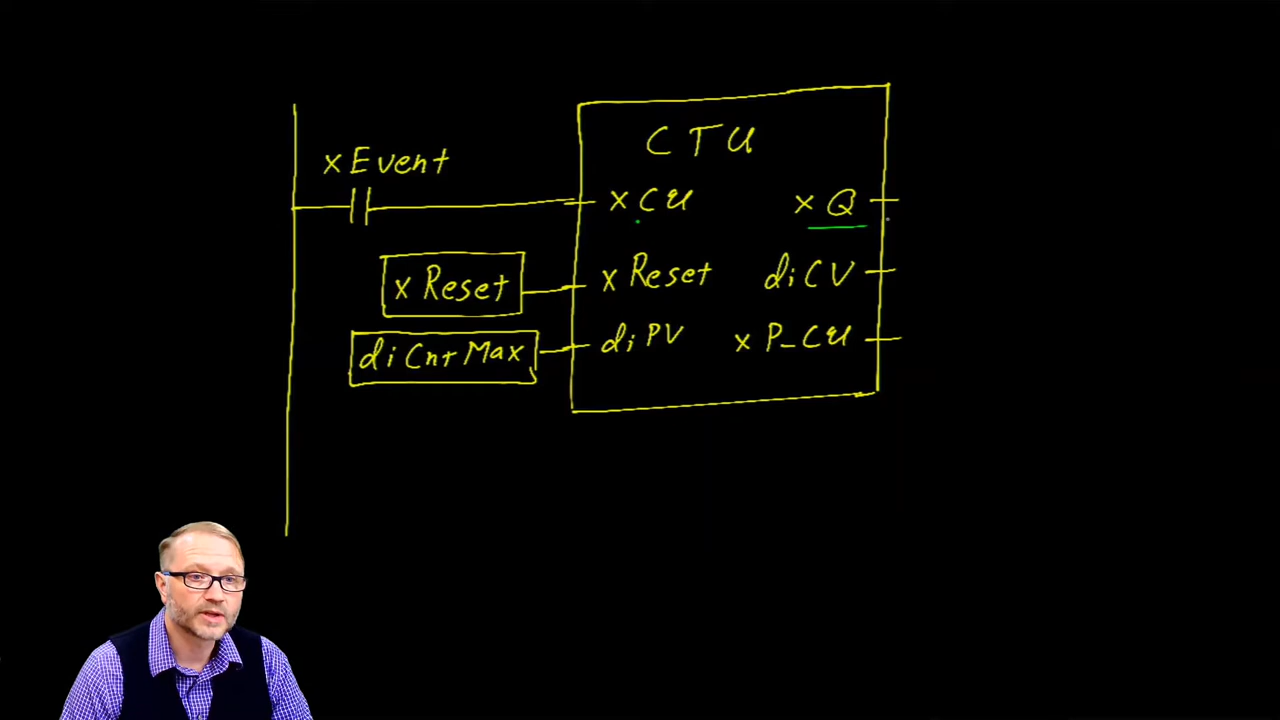 CTU
xEvent
xCU
xQ
xReset
xReset
diCV
diCntMax
diPV
xP_CU